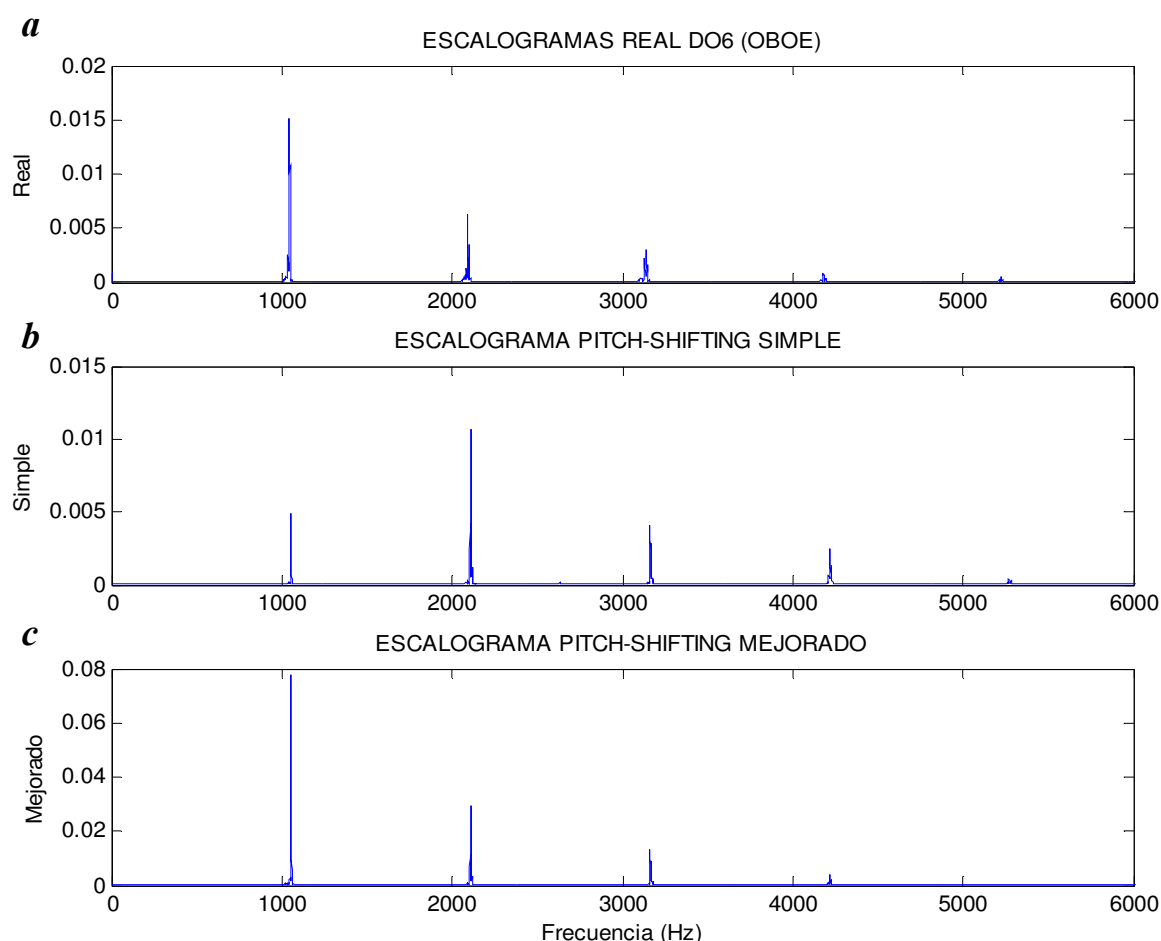 a
ESCALOGRAMAS REAL DO6 (OBOE)
0.02
0.015
0.01
0.005
0
Real
0 1000 2000 3000 4000 5000 6000
b
ESCALOGRAMA PITCH-SHIFTING SIMPLE
0.015
0.01
0.005
0
Simple
0 1000 2000 3000 4000 5000 6000
c
ESCALOGRAMA PITCH-SHIFTING MEJORADO
0.08
0.06
0.04
0.02
0
Mejorado
0 1000 2000 3000 4000 5000 6000
Frecuencia (Hz)